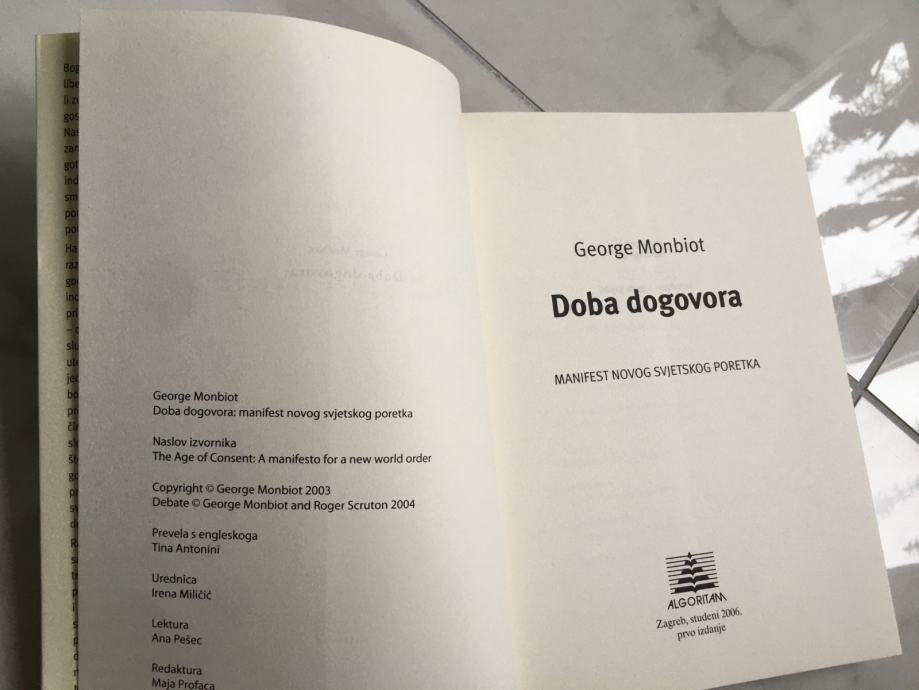 George Monbiot
Doba dogovora: manifest novog svjetskog poretka
Naslov izvornika
The Age of Consent: A manifesto for a new world order
Copyright © George Monbiot 2003
Debate © George Monbiot and Roger Scruton 2004
Prevela s engleskoga
Tina Antonini
Urednica
Irena Miličić
Lektura
Ana Pešec
Redaktura
Maja Profaca
George Monbiot
Doba dogovora
MANIFEST NOVOG SVJETSKOG PORETKA
ALGORITAM
Zagreb, studeni 2006.
prvo izdanje